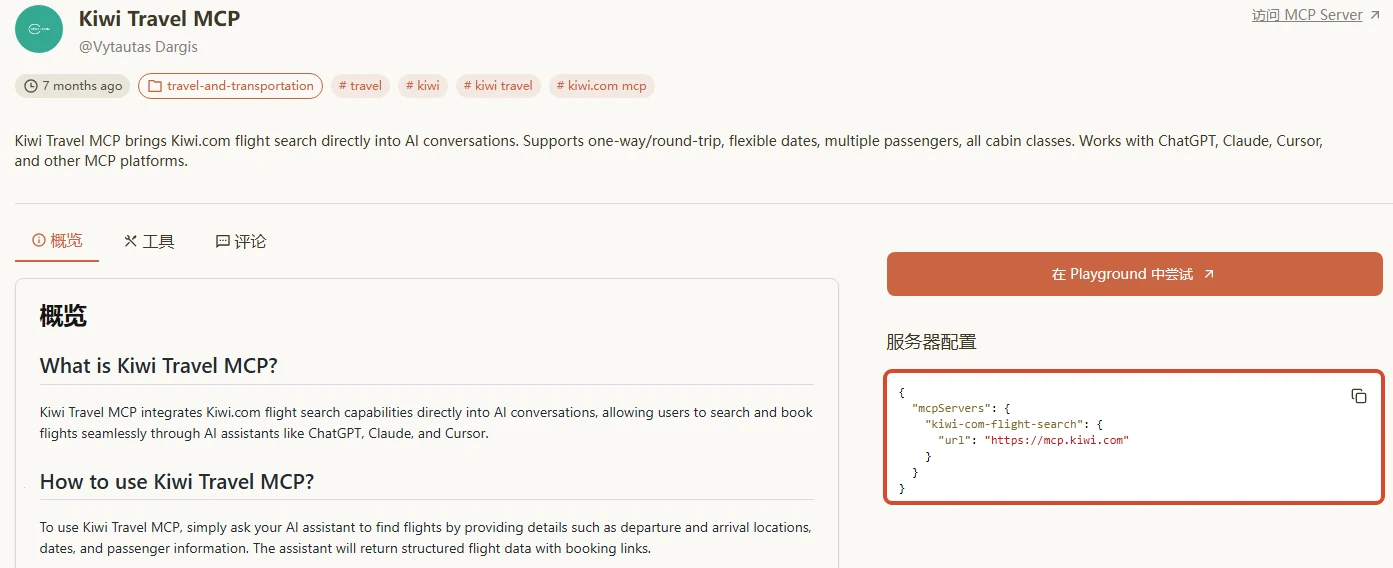 Kiwi Travel MCP
@Vytautas Dargis
访问 MCP Server
7 months ago
travel-and-transportation
# travel
# kiwi
# kiwi travel
# kiwi.com mcp
Kiwi Travel MCP brings Kiwi.com flight search directly into AI conversations. Supports one-way/round-trip, flexible dates, multiple passengers, all cabin classes. Works with ChatGPT, Claude, Cursor,
and other MCP platforms.
概览
工具
评论
概览
What is Kiwi Travel MCP?
Kiwi Travel MCP integrates Kiwi.com flight search capabilities directly into AI conversations, allowing users to search and book
flights seamlessly through AI assistants like ChatGPT, Claude, and Cursor.
How to use Kiwi Travel MCP?
To use Kiwi Travel MCP, simply ask your AI assistant to find flights by providing details such as departure and arrival locations,
dates, and passenger information. The assistant will return structured flight data with booking links.
在 Playground 中尝试
服务器配置
{
"mcpServers": {
"kiwi-com-flight-search": {
"url": "https://mcp.kiwi.com"
}
}
}